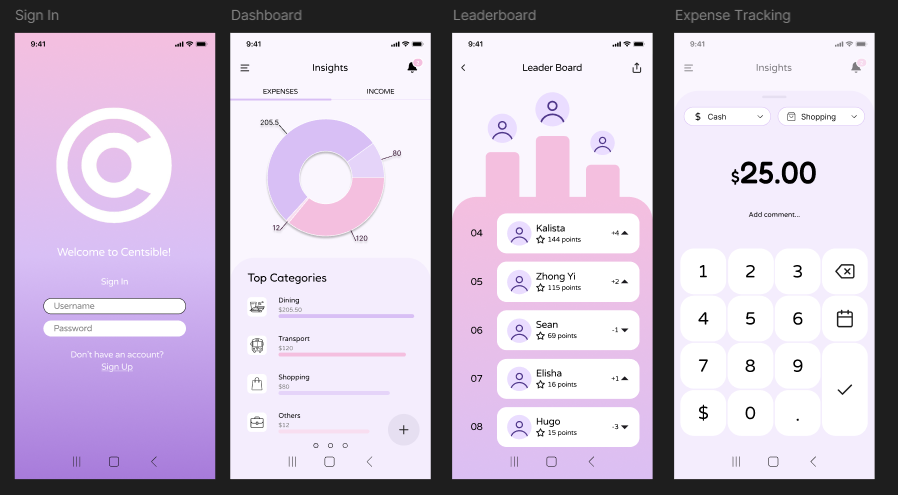 Sign In
9:41
Welcome to Centsible!
Sign In
Username
Password
Don't have an account?
Sign Up
Dashboard
9:41
Insights
EXPENSES INCOME
205.5
80
12
120
Top Categories
Dining
$205.50
Transport
$120
Shopping
$80
Others
$12
+
Leaderboard
9:41
Leader Board
04 Kalista +4
144 points
05 Zhong Yi +2
115 points
06 Sean -1
69 points
07 Elisha +1
16 points
08 Hugo -3
15 points
Expense Tracking
9:41
Insights
$ Cash Shopping
$25.00
Add comment...
1 2 3
4 5 6
7 8 9
$ 0 .